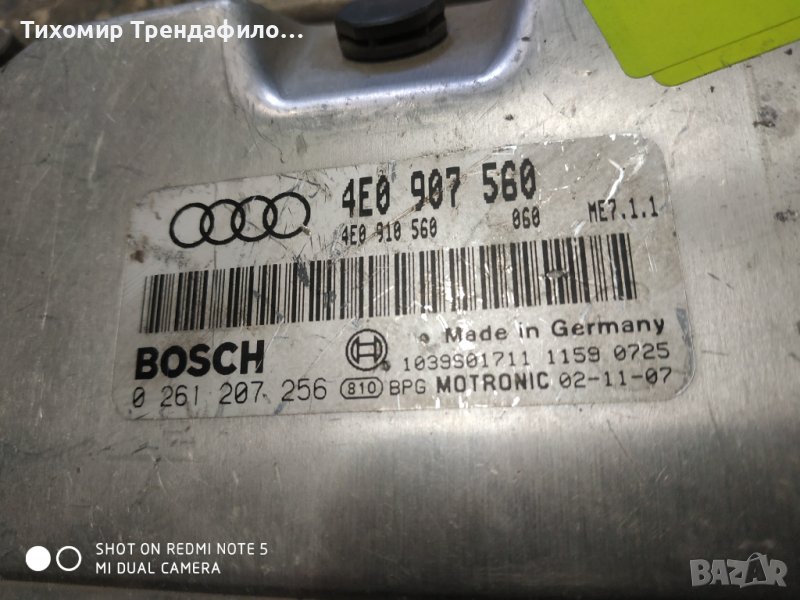 Тихомир Трендафило...
4E0 907 560
4E0 910 560 060 ME7.1.1
Made in Germany
BOSCH 1039S01711 1159 0725
0 261 207 256 810 BPG MOTRONIC 02-11-07
SHOT ON REDMI NOTE 5
MI DUAL CAMERA
BAZAR